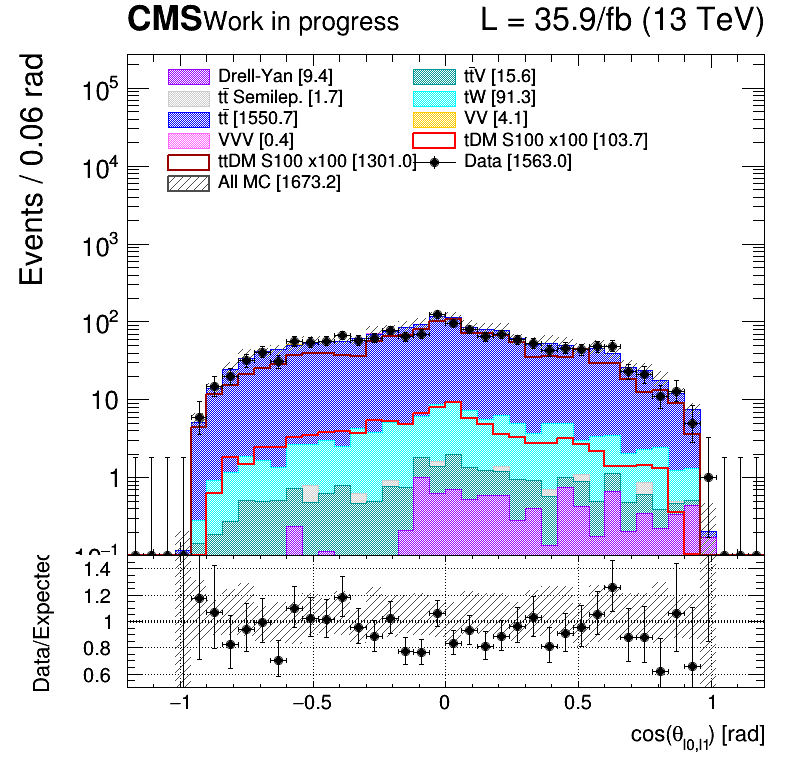 CMS Work in progress L = 35.9/fb (13 TeV)
Drell-Yan [9.4] tt̄V [15.6]
tt̄ Semilep. [1.7] tW [91.3]
tt̄ [1550.7] VV [4.1]
VVV [0.4] tDM S100 x100 [103.7]
ttDM S100 x100 [1301.0] Data [1563.0]
All MC [1673.2]
Events / 0.06 rad
10⁵
10⁴
10³
10²
10
1
10⁻¹
Data/Expected
1.4
1.2
1
0.8
0.6
−1 −0.5 0 0.5 1
cos(θ_l0,l1) [rad]